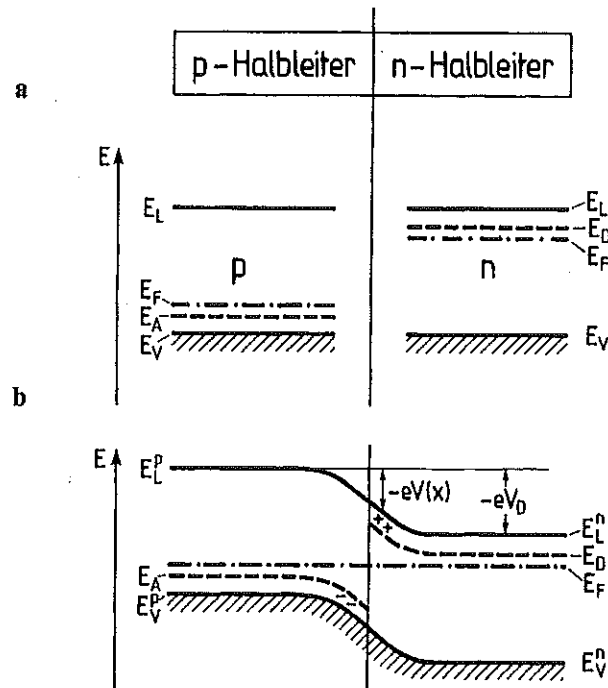 p-Halbleiter n-Halbleiter
a
E
E_L E_L
E_D
E_F
p n
E_F
E_A
E_V E_V
b
E
E_L^p
-eV(x) -eV_D
++
E_L^n
E_D
E_F
E_A
E_V^p
--
E_V^n